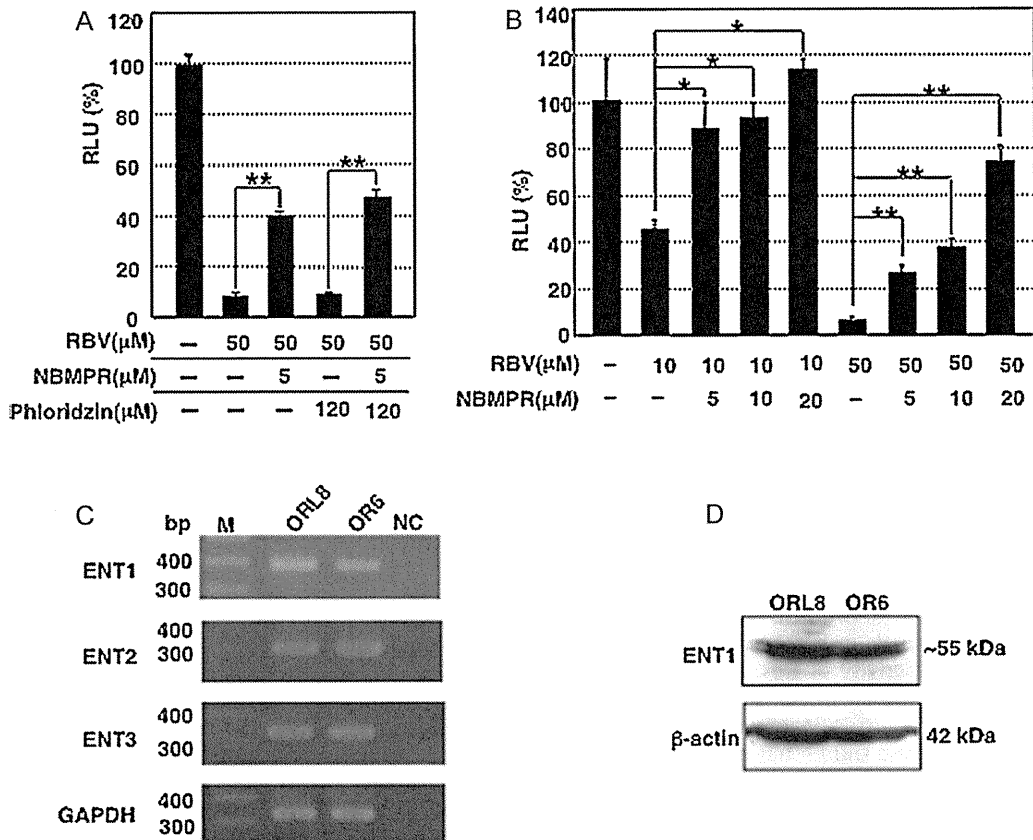 A
RLU (%)
120
100
80
60
40
20
0
** **
RBV(μM) – 50 50 50 50
NBMPR(μM) – – 5 – 5
Phloridzin(μM) – – – 120 120
B
RLU (%)
140
120
100
80
60
40
20
0
* * *
** ** **
RBV(μM) – 10 10 10 10 50 50 50 50
NBMPR(μM) – – 5 10 20 – 5 10 20
C
bp M ORL8 OR6 NC
ENT1 400
300
ENT2 400
300
ENT3 400
300
GAPDH 400
300
D
ORL8 OR6
ENT1 ~55 kDa
β-actin 42 kDa